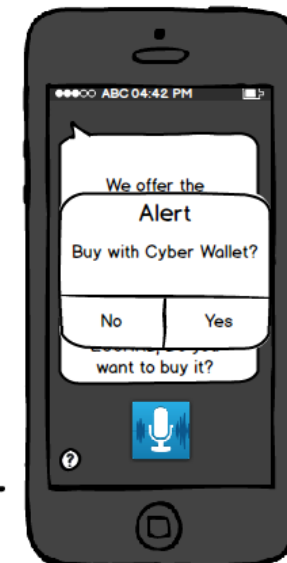 ABC 04:42 PM
We offer the
Alert
Buy with Cyber Wallet?
No Yes
want to buy it?
?